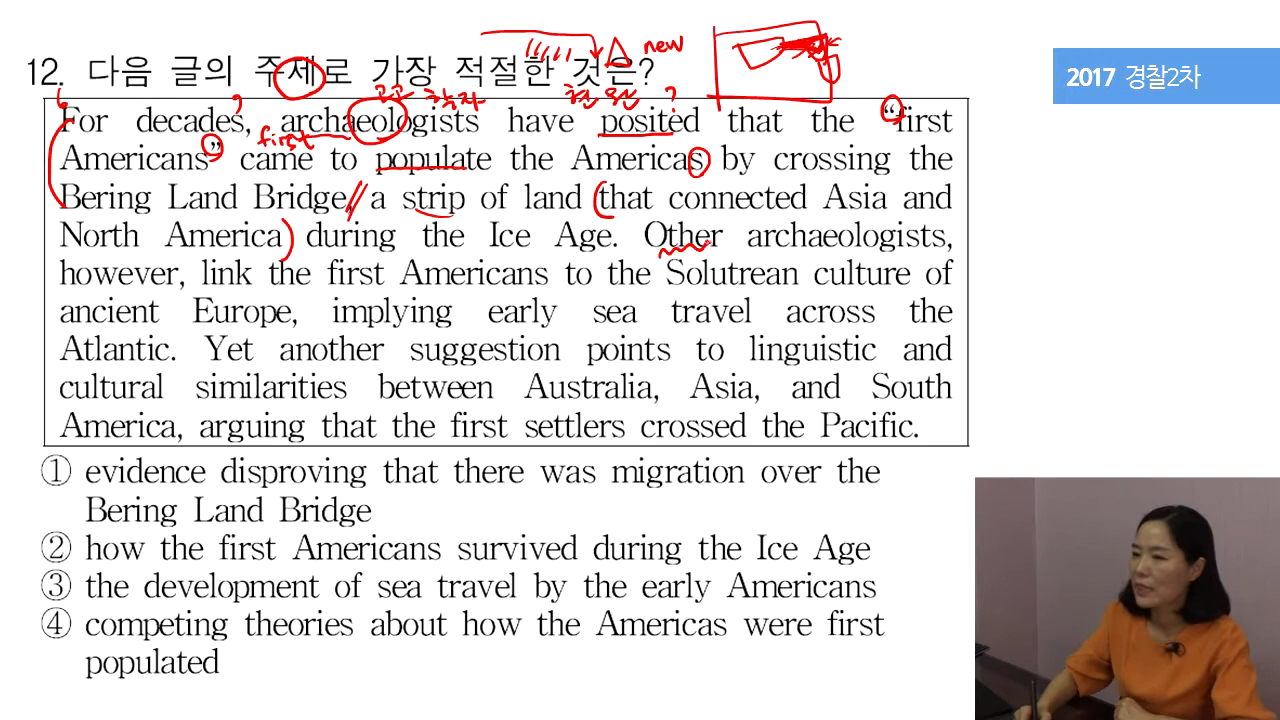 new
12. 다음 글의 주제로 가장 적절한 것은?
2017 경찰2차
For decades, archaeologists have posited that the “first
first
Americans” came to populate the Americas by crossing the
Bering Land Bridge, a strip of land that connected Asia and
North America during the Ice Age. Other archaeologists,
however, link the first Americans to the Solutrean culture of
ancient Europe, implying early sea travel across the
Atlantic. Yet another suggestion points to linguistic and
cultural similarities between Australia, Asia, and South
America, arguing that the first settlers crossed the Pacific.
① evidence disproving that there was migration over the
Bering Land Bridge
② how the first Americans survived during the Ice Age
③ the development of sea travel by the early Americans
④ competing theories about how the Americas were first
populated